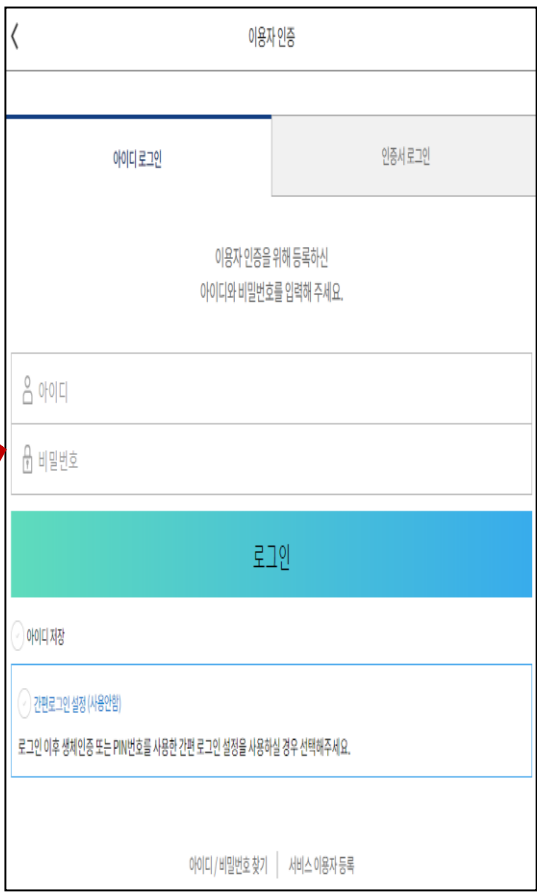 이용자 인증
아이디 로그인
인증서 로그인
이용자 인증을 위해 등록하신
아이디와 비밀번호를 입력해 주세요.
아이디
비밀번호
로그인
아이디 저장
간편로그인 설정 (사용안함)
로그인 이후 생체인증 또는 PIN번호를 사용한 간편 로그인 설정을 사용하실 경우 선택해주세요.
아이디 / 비밀번호 찾기 | 서비스 이용자 등록